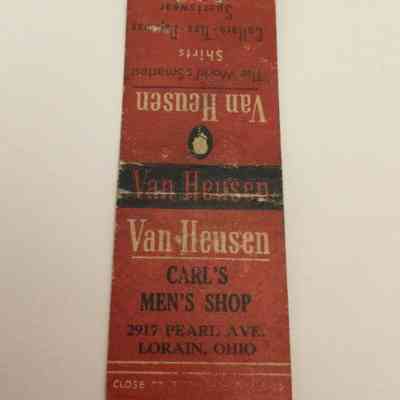 Van Heusen
"The World's Smartest"
Shirts
Collars · Ties · Pajamas
Sportswear
Van Heusen
Van Heusen
CARL'S
MEN'S SHOP
2917 PEARL AVE.
LORAIN, OHIO
CLOSE